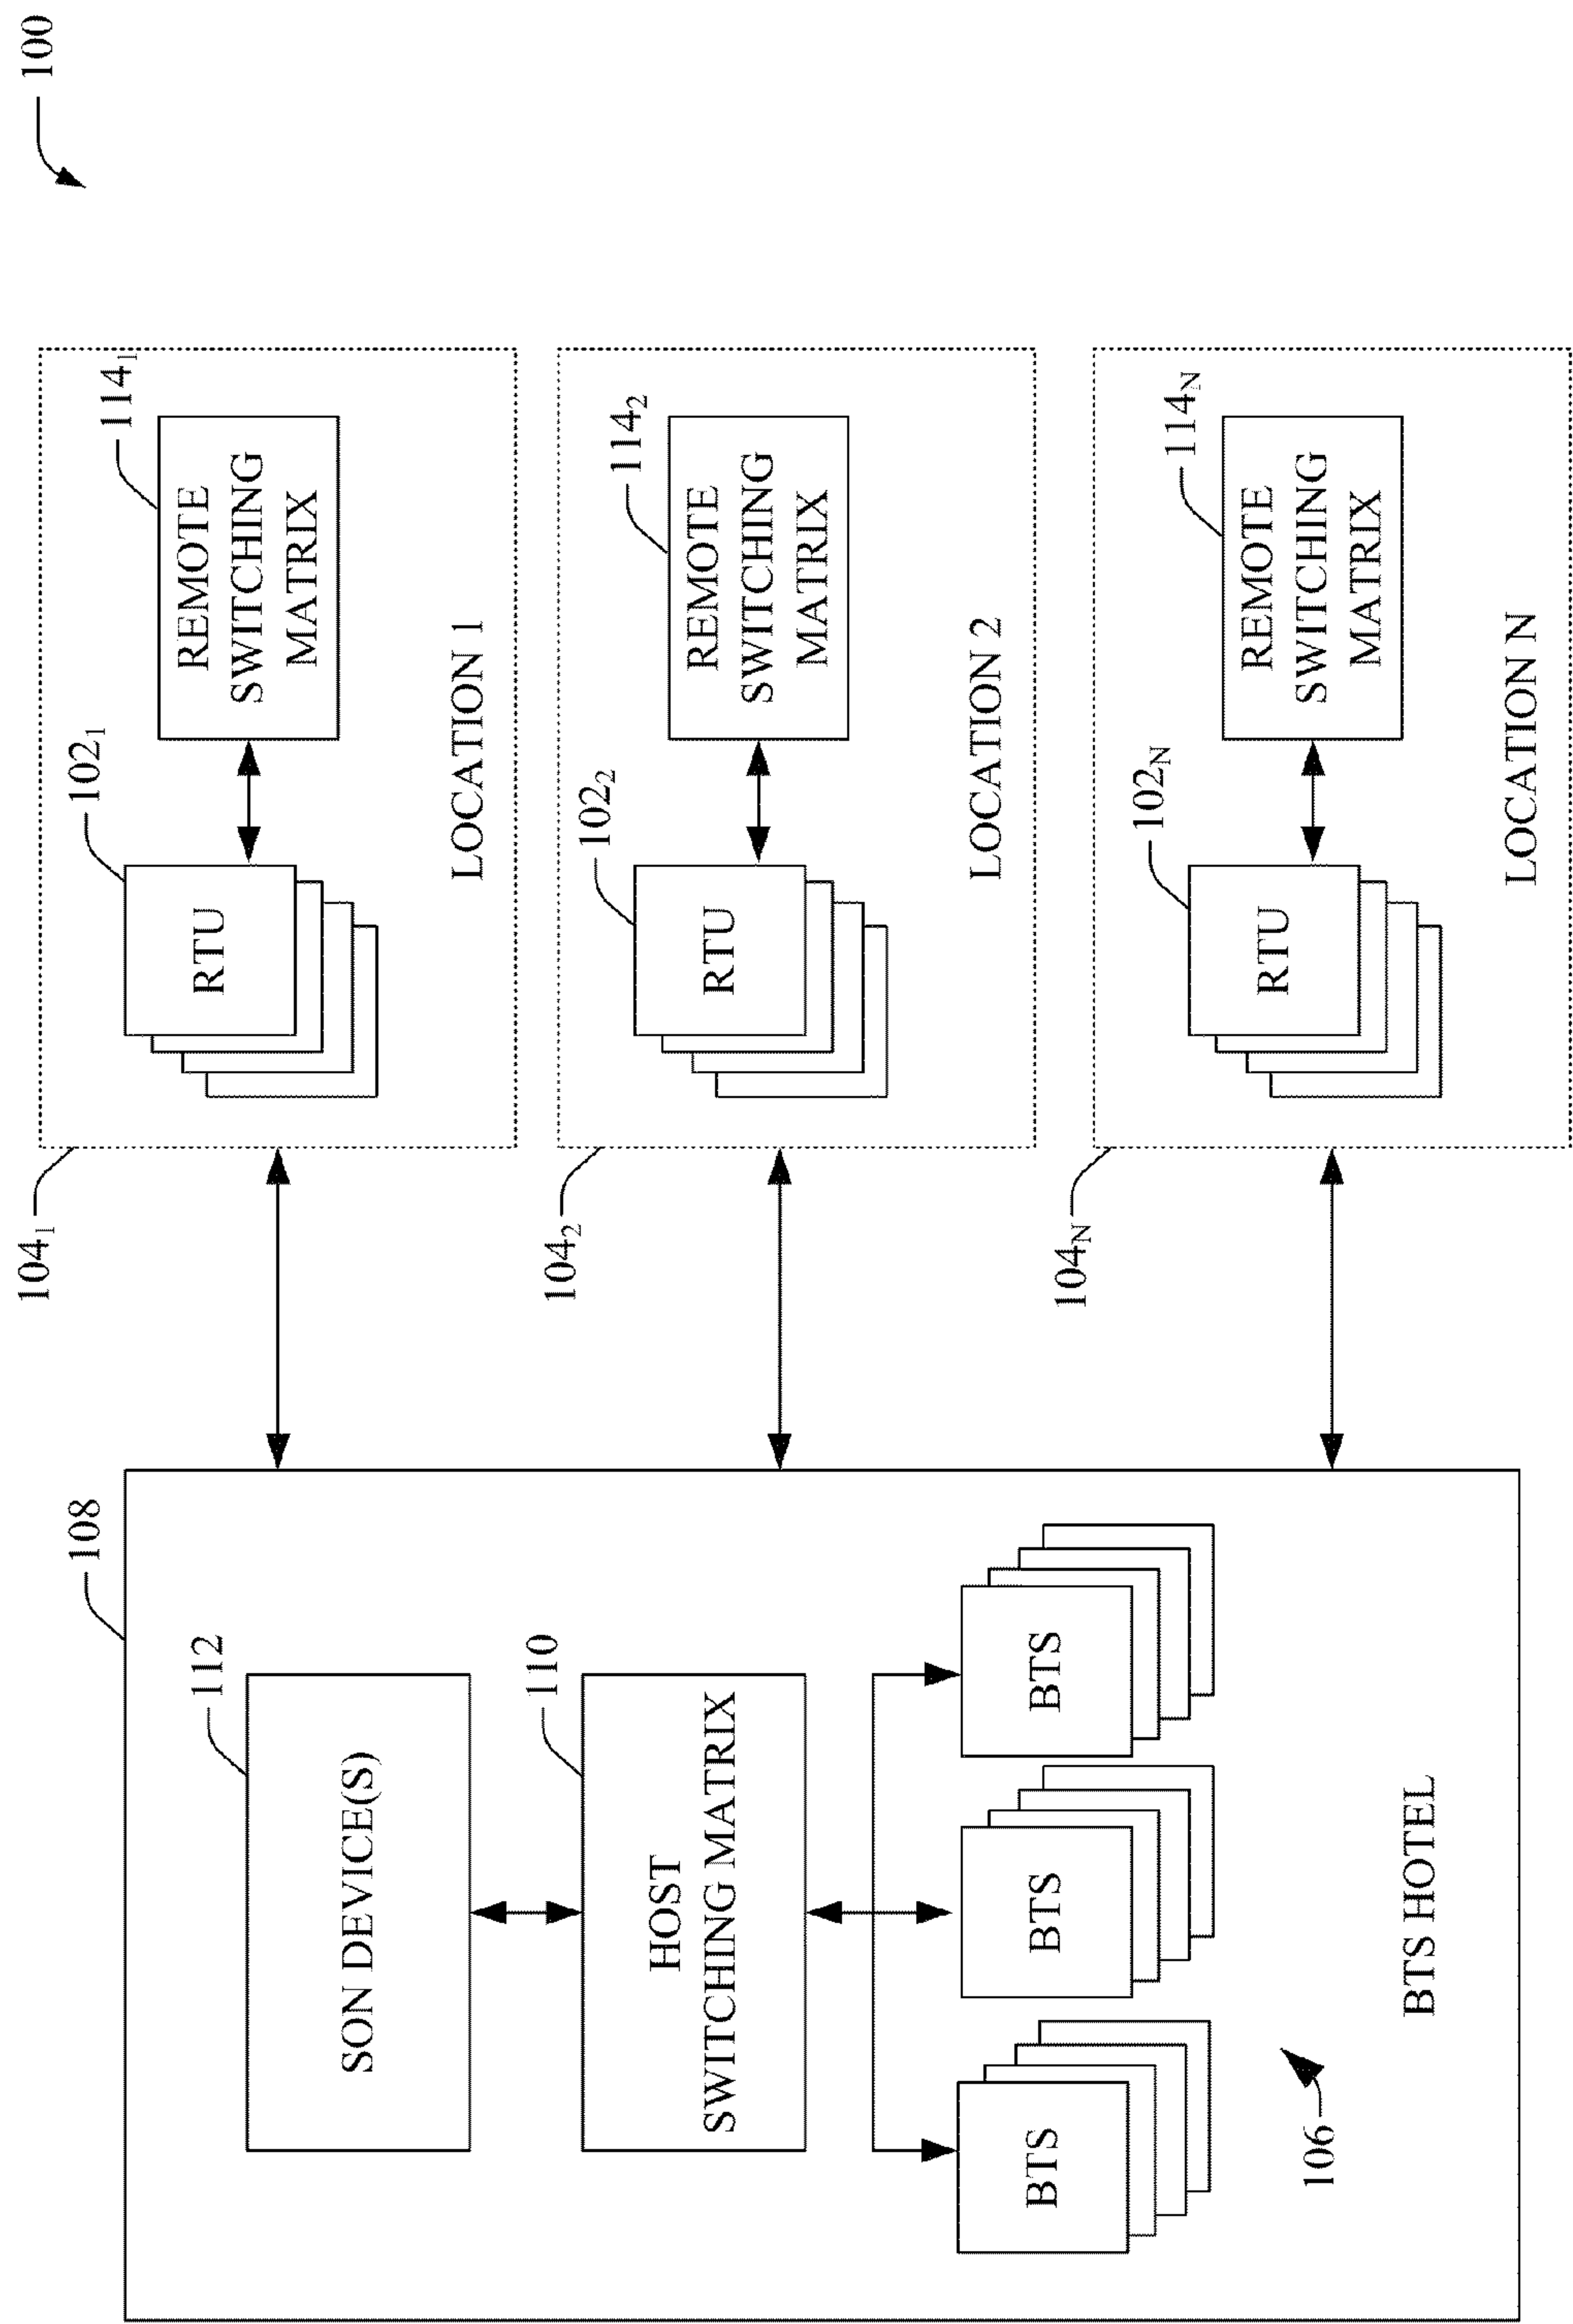 100
108
112
SON DEVICE(S)
110
HOST
SWITCHING MATRIX
BTS
BTS
BTS
106
BTS HOTEL
104₁
102₁
RTU
114₁
REMOTE
SWITCHING
MATRIX
LOCATION 1
104₂
102₂
RTU
114₂
REMOTE
SWITCHING
MATRIX
LOCATION 2
104N
102N
RTU
114N
REMOTE
SWITCHING
MATRIX
LOCATION N